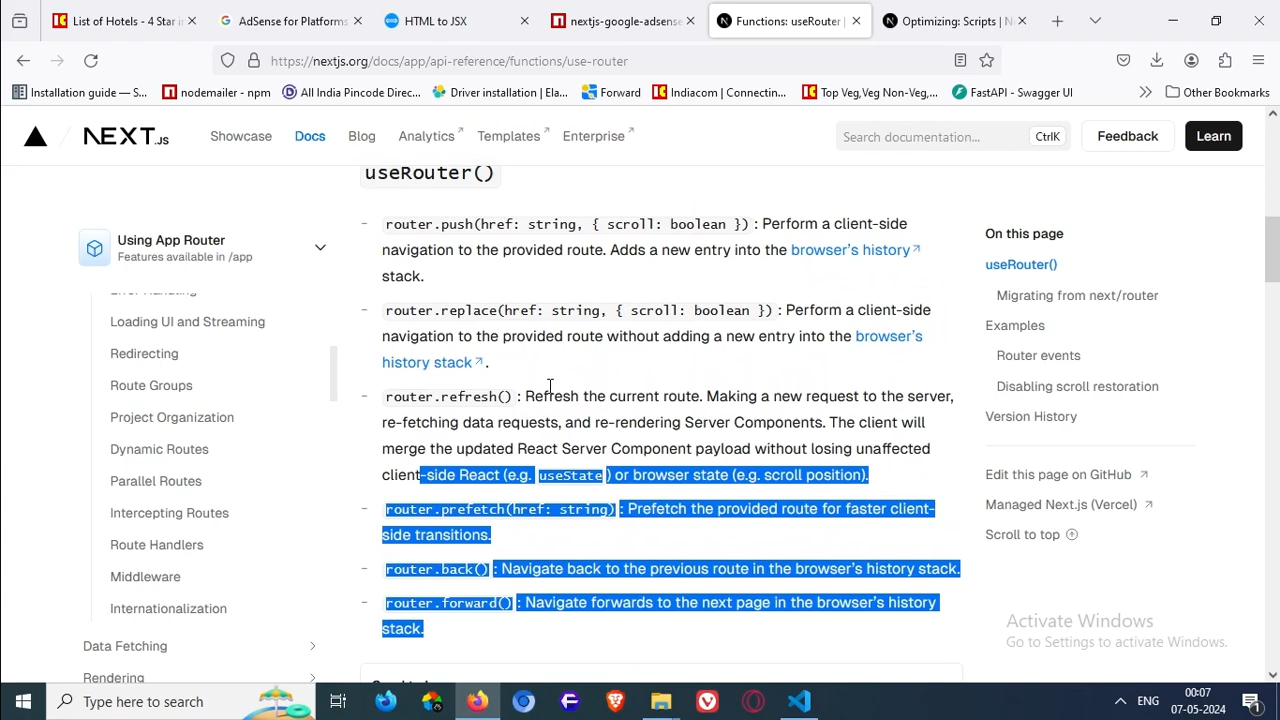 List of Hotels - 4 Star in
AdSense for Platforms
HTML to JSX
nextjs-google-adsense
Functions: useRouter |
Optimizing: Scripts | N
https://nextjs.org/docs/app/api-reference/functions/use-router
Installation guide — S...
nodemailer - npm
All India Pincode Direc...
Driver installation | Ela...
Forward
Indiacom | Connectin...
Top Veg,Veg Non-Veg,...
FastAPI - Swagger UI
Other Bookmarks
NEXT.JS
Showcase
Docs
Blog
Analytics
Templates
Enterprise
Search documentation...
CtrlK
Feedback
Learn
Using App Router
Features available in /app
Loading UI and Streaming
Redirecting
Route Groups
Project Organization
Dynamic Routes
Parallel Routes
Intercepting Routes
Route Handlers
Middleware
Internationalization
Data Fetching
Rendering
useRouter()
- router.push(href: string, { scroll: boolean }) : Perform a client-side
navigation to the provided route. Adds a new entry into the browser's history
stack.
- router.replace(href: string, { scroll: boolean }) : Perform a client-side
navigation to the provided route without adding a new entry into the browser's
history stack .
- router.refresh() : Refresh the current route. Making a new request to the server,
re-fetching data requests, and re-rendering Server Components. The client will
merge the updated React Server Component payload without losing unaffected
client-side React (e.g. useState ) or browser state (e.g. scroll position).
- router.prefetch(href: string) : Prefetch the provided route for faster client-
side transitions.
- router.back() : Navigate back to the previous route in the browser's history stack.
- router.forward() : Navigate forwards to the next page in the browser's history
stack.
On this page
useRouter()
Migrating from next/router
Examples
Router events
Disabling scroll restoration
Version History
Edit this page on GitHub
Managed Next.js (Vercel)
Scroll to top
Activate Windows
Go to Settings to activate Windows.
Type here to search
ENG
00:07
07-05-2024
1